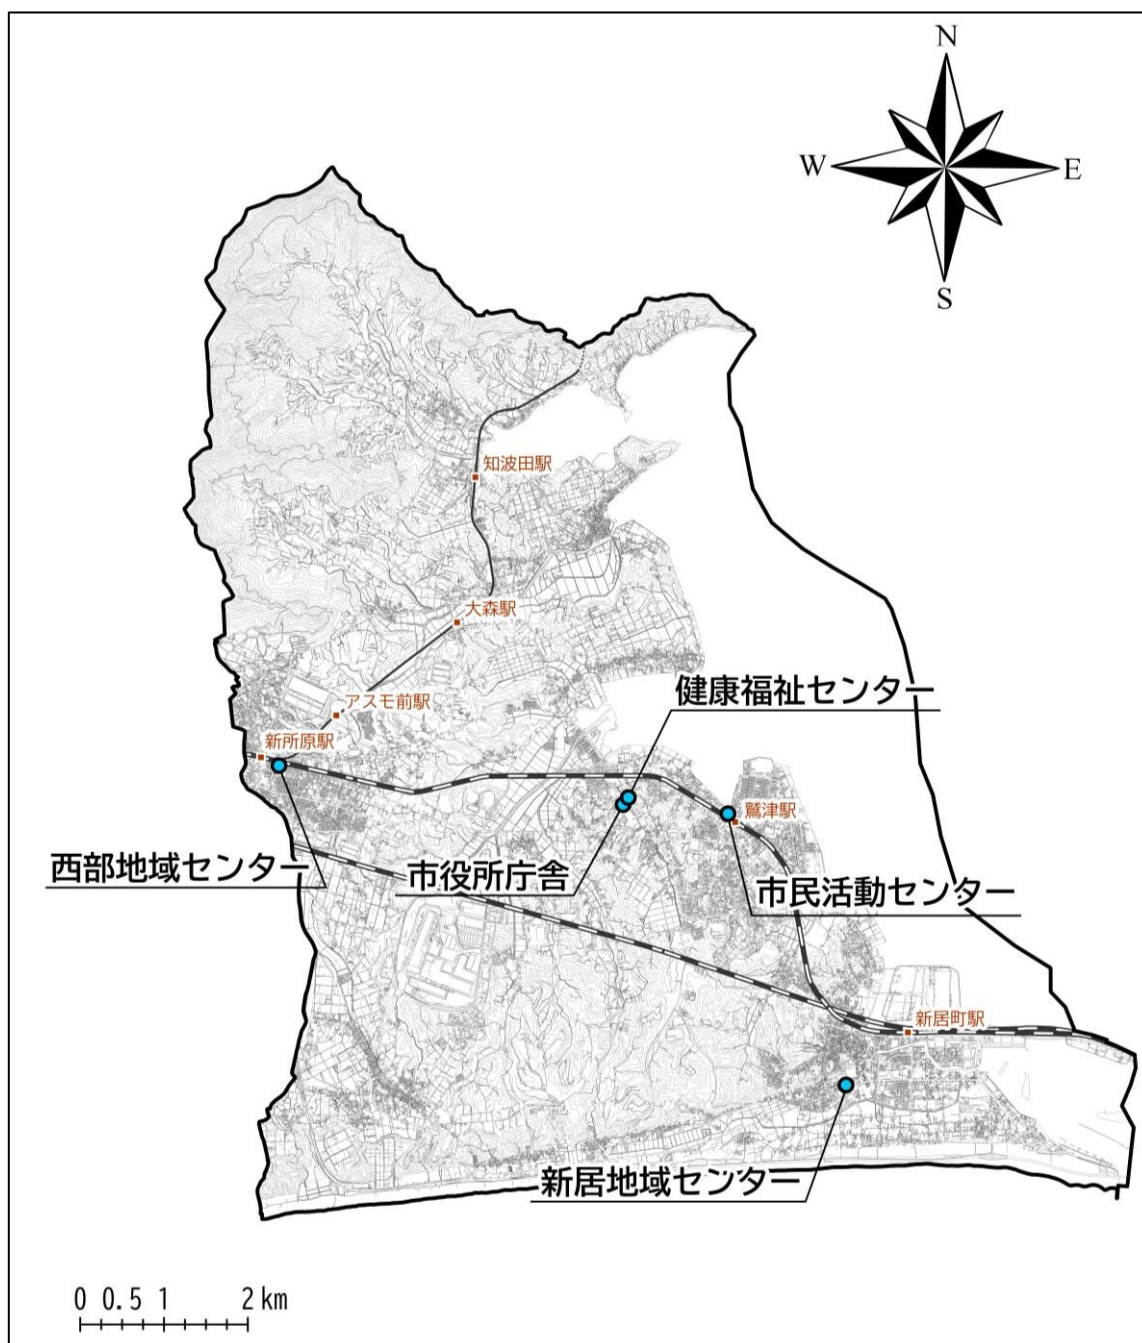 N
W
E
S
知波田駅
大森駅
健康福祉センター
アスモ前駅
新所原駅
鷲津駅
西部地域センター
市役所庁舎
市民活動センター
新居町駅
新居地域センター
0 0.5 1 2km